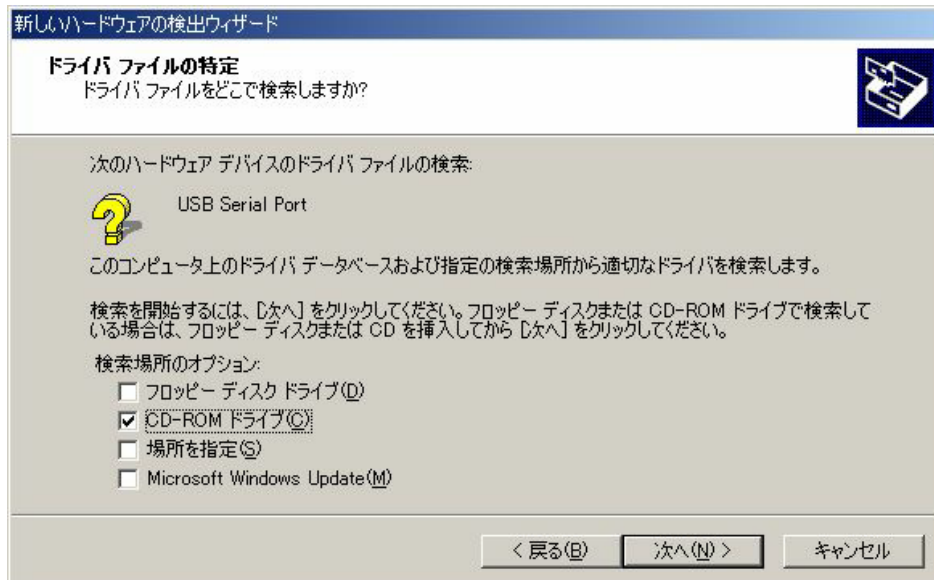 新しいハードウェアの検出ウィザード
ドライバ ファイルの特定
ドライバ ファイルをどこで検索しますか?
次のハードウェア デバイスのドライバ ファイルの検索:
USB Serial Port
このコンピュータ上のドライバ データベースおよび指定の検索場所から適切なドライバを検索します。
検索を開始するには、[次へ] をクリックしてください。フロッピー ディスクまたは CD-ROM ドライブで検索して
いる場合は、フロッピー ディスクまたは CD を挿入してから [次へ] をクリックしてください。
検索場所のオプション:
フロッピー ディスク ドライブ(D)
CD-ROM ドライブ(C)
場所を指定(S)
Microsoft Windows Update(M)
< 戻る(B) 次へ(N) > キャンセル